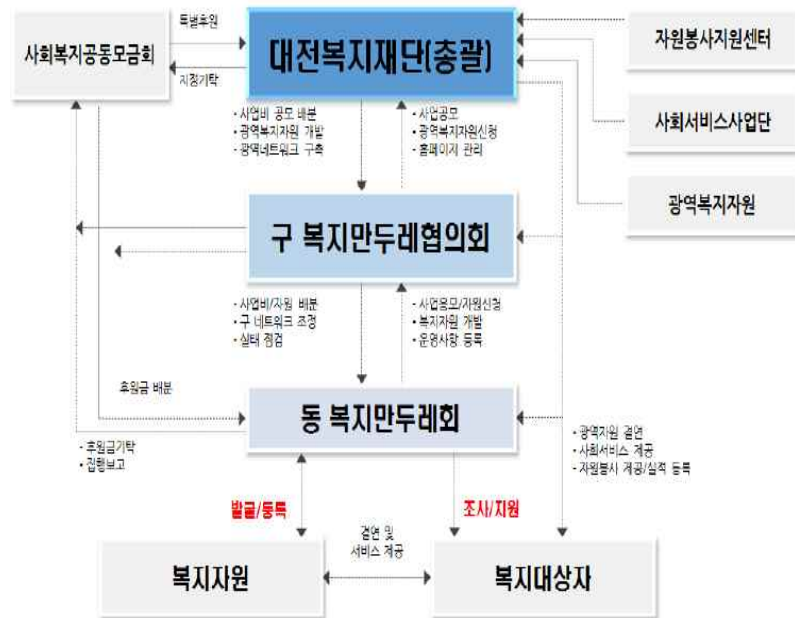 특별후원
사회복지공동모금회
대전복지재단(총괄)
자원봉사지원센터
지정기탁
- 사업비 공모 배분
• 광역복지자원 개발
- 광역네트워크 구축
• 사업공모
• 광역복지자원신청
- 홈페이지 관리
사회서비스사업단
광역복지자원
구 복지만두레협의회
- 사업비/자원 배분
• 구 네트워크 조정
• 실태 점검
- 사업응모/자원신청
• 복지자원 개발
- 운영사항 등록
후원금 배분
동 복지만두레회
- 후원금기탁
• 집행보고
• 광역자원 결연
• 사회서비스 제공
- 자원봉사 제공/실적 등록
발굴/등록
조사/지원
결연 및
서비스 제공
복지자원
복지대상자